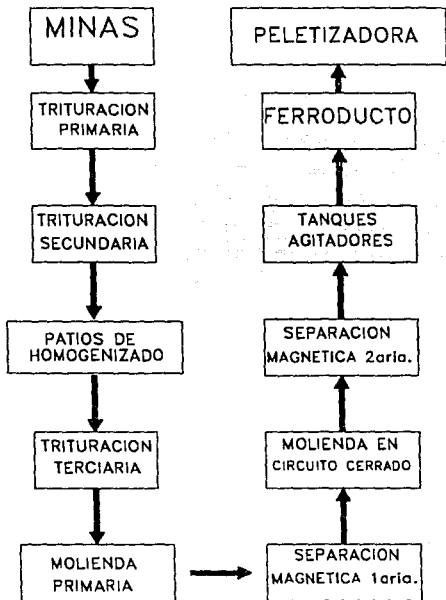 MINAS
TRITURACION
PRIMARIA
TRITURACION
SECUNDARIA
PATIOS DE
HOMOGENIZADO
TRITURACION
TERCIARIA
MOLIENDA
PRIMARIA
SEPARACION
MAGNETICA 1aria.
MOLIENDA EN
CIRCUITO CERRADO
SEPARACION
MAGNETICA 2aria.
TANQUES
AGITADORES
FERRODUCTO
PELETIZADORA